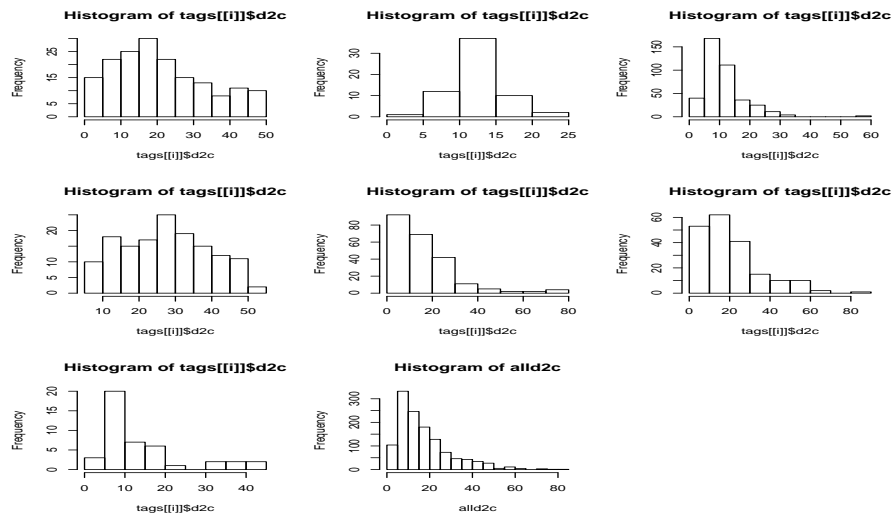 Histogram of tags[[i]]$d2c
Frequency
0 5 15 25
0 10 20 30 40 50
tags[[i]]$d2c
Histogram of tags[[i]]$d2c
Frequency
0 10 20 30
0 5 10 15 20 25
tags[[i]]$d2c
Histogram of tags[[i]]$d2c
Frequency
0 50 150
0 10 20 30 40 50 60
tags[[i]]$d2c
Histogram of tags[[i]]$d2c
Frequency
0 5 10 20
10 20 30 40 50
tags[[i]]$d2c
Histogram of tags[[i]]$d2c
Frequency
0 20 40 60 80
0 20 40 60 80
tags[[i]]$d2c
Histogram of tags[[i]]$d2c
Frequency
0 20 40 60
0 20 40 60 80
tags[[i]]$d2c
Histogram of tags[[i]]$d2c
Frequency
0 5 10 15 20
0 10 20 30 40
tags[[i]]$d2c
Histogram of alld2c
Frequency
0 100 200 300
0 20 40 60 80
alld2c